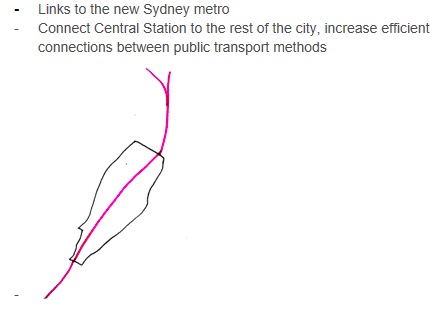 - Links to the new Sydney metro
- Connect Central Station to the rest of the city, increase efficient
connections between public transport methods
-